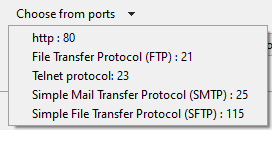 Choose from ports
http : 80
File Transfer Protocol (FTP) : 21
Telnet protocol: 23
Simple Mail Transfer Protocol (SMTP) : 25
Simple File Transfer Protocol (SFTP) : 115